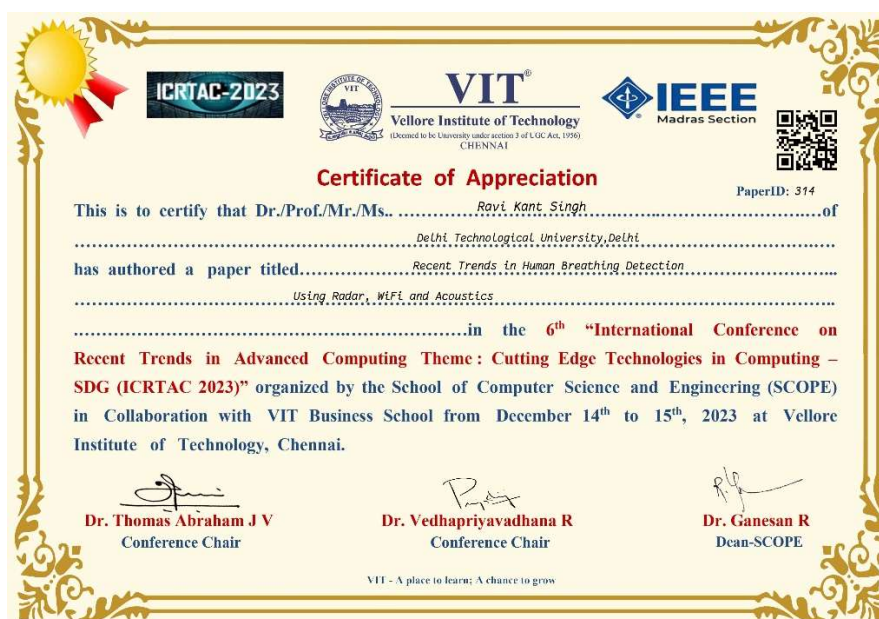 ICRTAC-2023
VIT®
Vellore Institute of Technology
(Deemed to be University under section 3 of UGC Act, 1956)
CHENNAI
IEEE
Madras Section
VELLORE INSTITUTE OF TECHNOLOGY
VIT
Certificate of Appreciation
PaperID: 314
This is to certify that Dr./Prof./Mr./Ms.. Ravi Kant Singh of
Delhi Technological University,Delhi
has authored a paper titled Recent Trends in Human Breathing Detection
Using Radar, WiFi and Acoustics
in the 6th “International Conference on
Recent Trends in Advanced Computing Theme : Cutting Edge Technologies in Computing –
SDG (ICRTAC 2023)” organized by the School of Computer Science and Engineering (SCOPE)
in Collaboration with VIT Business School from December 14th to 15th, 2023 at Vellore
Institute of Technology, Chennai.
Dr. Thomas Abraham J V
Conference Chair
Dr. Vedhapriyavadhana R
Conference Chair
Dr. Ganesan R
Dean-SCOPE
VIT - A place to learn; A chance to grow